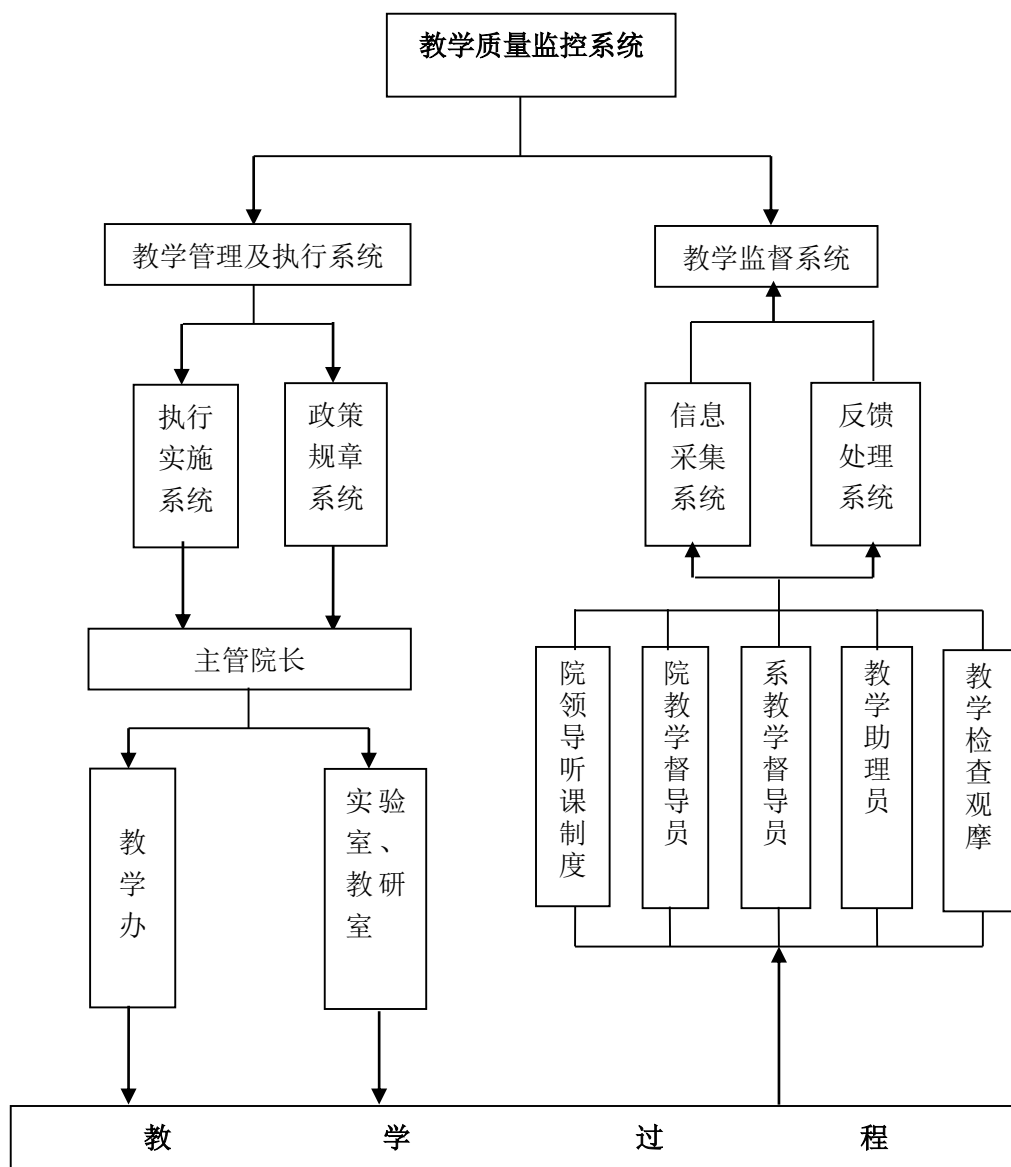 教学质量监控系统
教学管理及执行系统
教学监督系统
执行
实施
系统
政策
规章
系统
信息
采集
系统
反馈
处理
系统
主管院长
院领导听课制度
院教学督导员
系教学督导员
教学助理员
教学检查观摩
教学办
实验
室、
教研
室
教 学 过 程